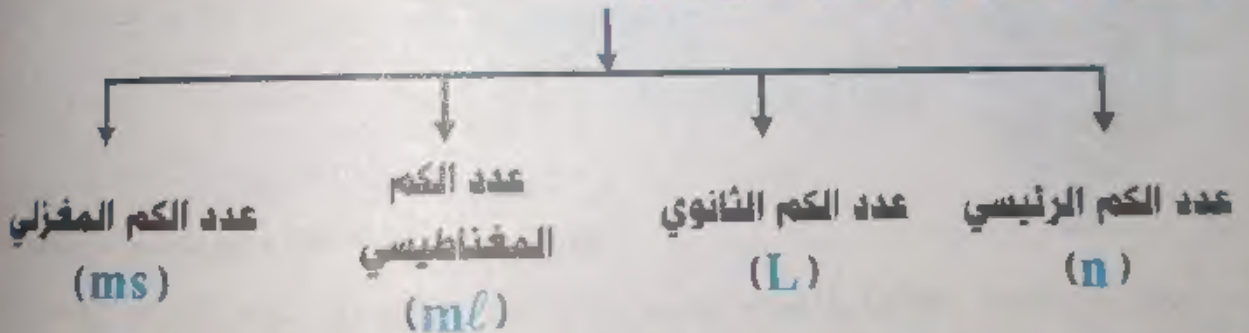 عدد الكم الرئيسي
(n)
عدد الكم الثانوي
(L)
عدد الكم
المغناطيسي
(mℓ)
عدد الكم المغزلي
(ms)